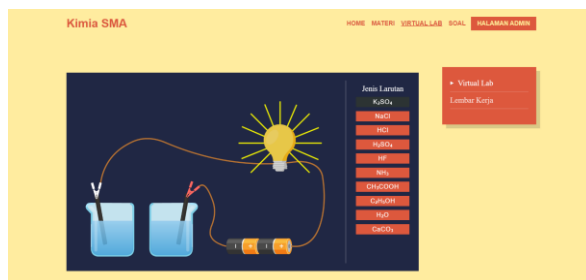 Kimia SMA
HOME MATERI VIRTUAL LAB SOAL HALAMAN ADMIN
Jenis Larutan
K₂SO₄
NaCl
HCl
H₂SO₄
HF
NH₃
CH₃COOH
C₂H₅OH
H₂O
CaCO₃
Virtual Lab
Lembar Kerja